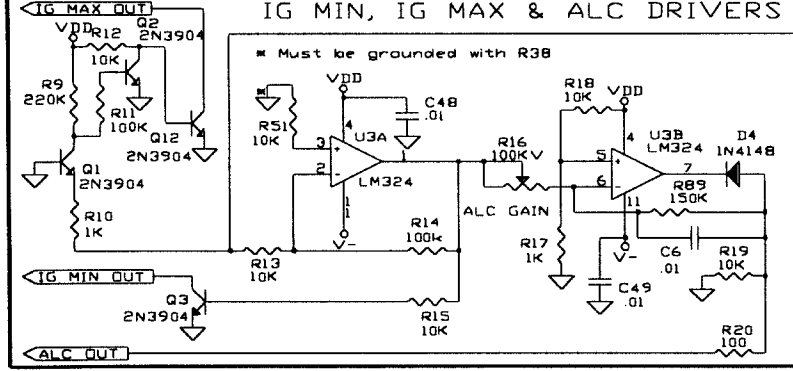 IG MIN, IG MAX & ALC DRIVERS
IG MAX OUT
VDD
R12
10K
Q2
2N3904
* Must be grounded with R38
R9
220K
R11
100K
Q12
2N3904
Q1
2N3904
R10
1K
*
R51
10K
VDD
4
C48
.01
U3A
3
+
2
-
1
LM324
11
V-
R16
100K
V
ALC GAIN
R18
10K
VDD
4
U3B
LM324
5
+
6
-
7
11
V-
D4
1N4148
R89
150K
R13
10K
R14
100k
R17
1K
C49
.01
C6
.01
R19
10K
IG MIN OUT
Q3
2N3904
R15
10K
R20
100
ALC OUT